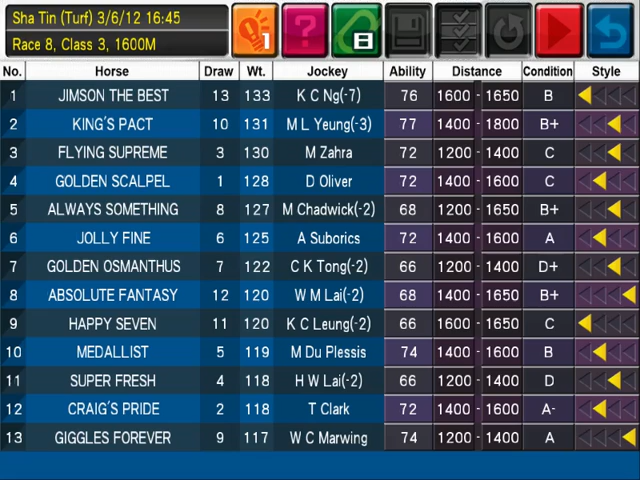 Sha Tin (Turf) 3/6/12 16:45
Race 8, Class 3, 1600M
1 ? 8
No. Horse Draw Wt. Jockey Ability Distance Condition Style
1 JIMSON THE BEST 13 133 K C Ng(-7) 76 1600 - 1650 B
2 KING'S PACT 10 131 M L Yeung(-3) 77 1400 - 1800 B+
3 FLYING SUPREME 3 130 M Zahra 72 1200 - 1400 C
4 GOLDEN SCALPEL 1 128 D Oliver 72 1400 - 1600 C
5 ALWAYS SOMETHING 8 127 M Chadwick(-2) 68 1200 - 1650 B+
6 JOLLY FINE 6 125 A Suborics 72 1400 - 1600 A
7 GOLDEN OSMANTHUS 7 122 C K Tong(-2) 66 1200 - 1400 D+
8 ABSOLUTE FANTASY 12 120 W M Lai(-2) 68 1400 - 1650 B+
9 HAPPY SEVEN 11 120 K C Leung(-2) 66 1600 - 1650 C
10 MEDALLIST 5 119 M Du Plessis 74 1400 - 1600 B
11 SUPER FRESH 4 118 H W Lai(-2) 66 1200 - 1400 D
12 CRAIG'S PRIDE 2 118 T Clark 72 1400 - 1600 A-
13 GIGGLES FOREVER 9 117 W C Marwing 74 1200 - 1400 A